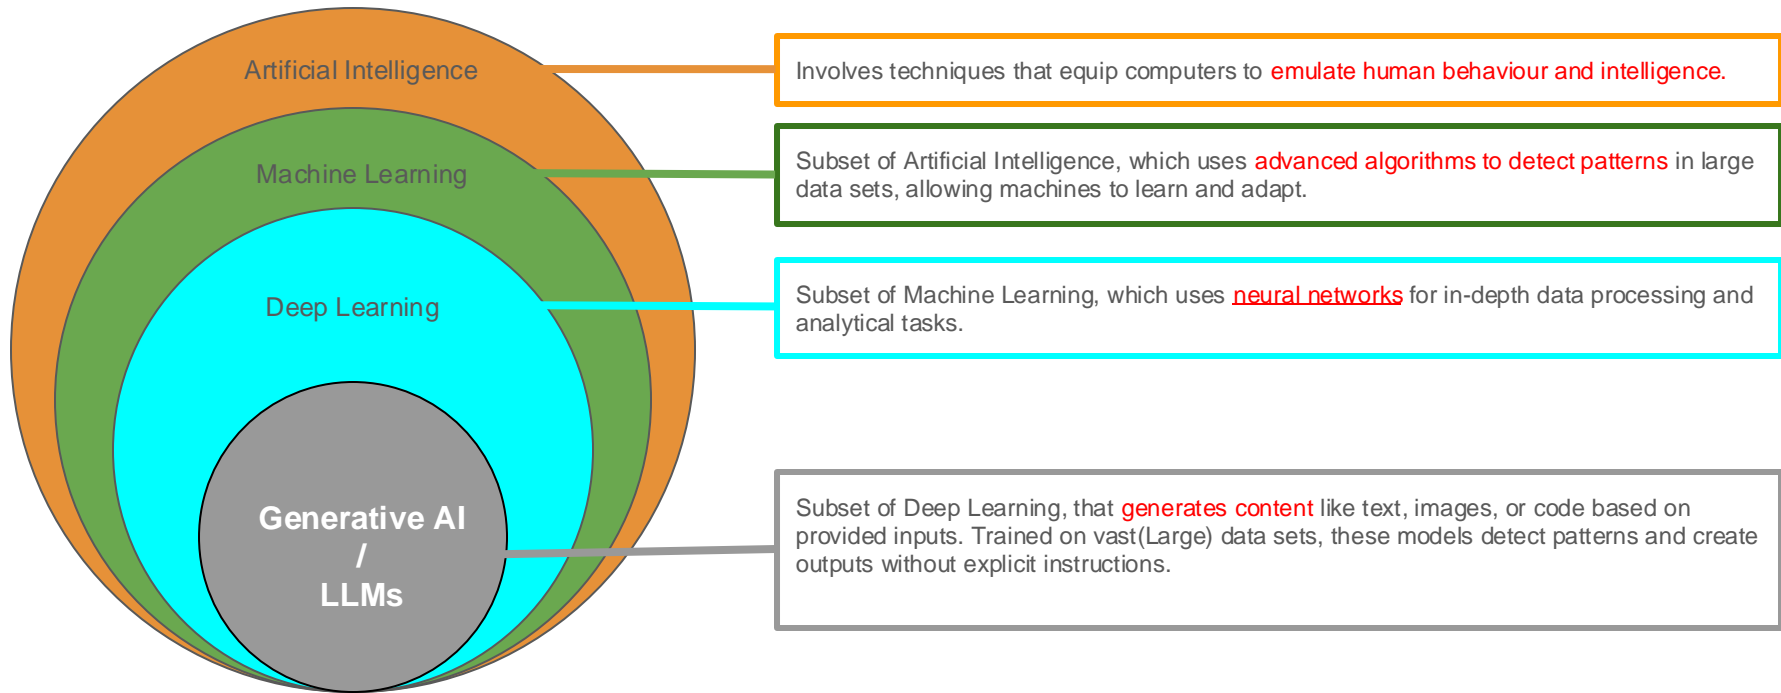 Artificial Intelligence
Involves techniques that equip computers to emulate human behaviour and intelligence.
Machine Learning
Subset of Artificial Intelligence, which uses advanced algorithms to detect patterns in large
data sets, allowing machines to learn and adapt.
Deep Learning
Subset of Machine Learning, which uses neural networks for in-depth data processing and
analytical tasks.
Generative AI
/
LLMs
Subset of Deep Learning, that generates content like text, images, or code based on
provided inputs. Trained on vast(Large) data sets, these models detect patterns and create
outputs without explicit instructions.